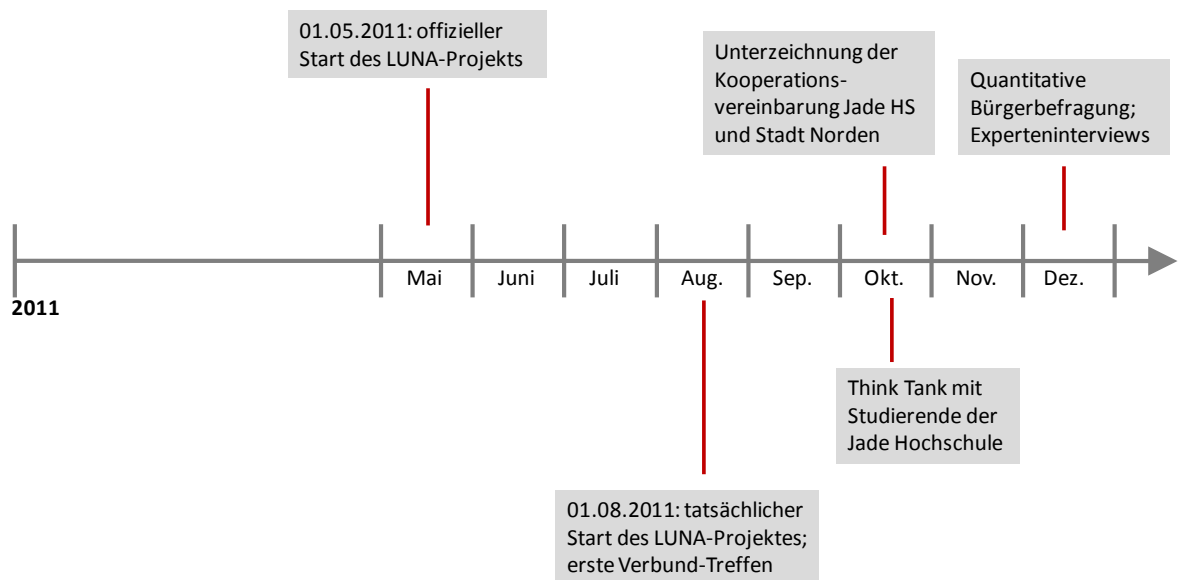 01.05.2011: offizieller
Start des LUNA-Projekts
Unterzeichnung der
Kooperations-
vereinbarung Jade HS
und Stadt Norden
Quantitative
Bürgerbefragung;
Experteninterviews
Mai
Juni
Juli
Aug.
Sep.
Okt.
Nov.
Dez.
2011
Think Tank mit
Studierende der
Jade Hochschule
01.08.2011: tatsächlicher
Start des LUNA-Projektes;
erste Verbund-Treffen